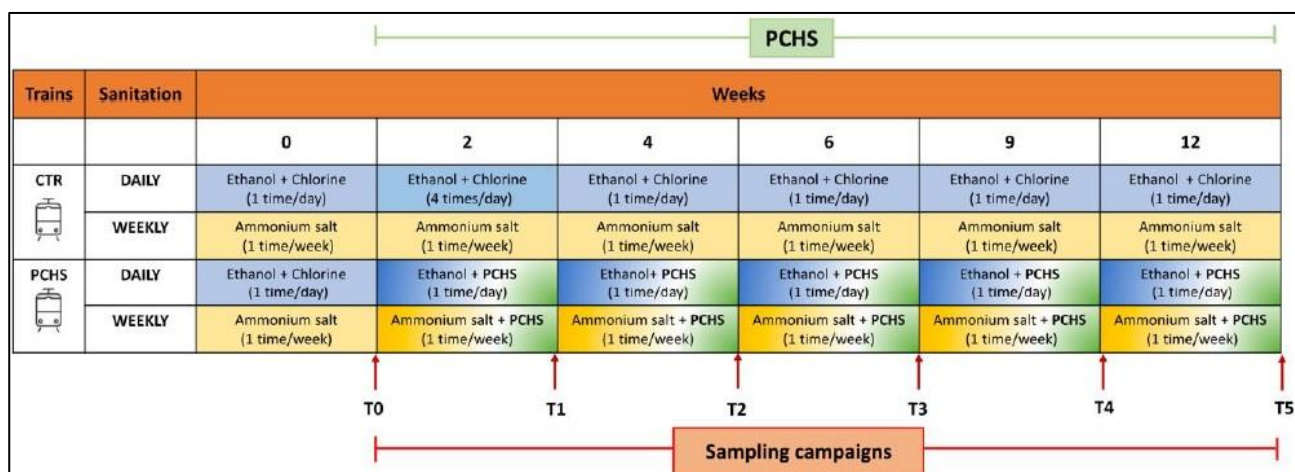 PCHS
Trains Sanitation Weeks
0 2 4 6 9 12
CTR DAILY Ethanol + Chlorine Ethanol + Chlorine Ethanol + Chlorine Ethanol + Chlorine Ethanol + Chlorine Ethanol + Chlorine
(1 time/day) (4 times/day) (1 time/day) (1 time/day) (1 time/day) (1 time/day)
WEEKLY Ammonium salt Ammonium salt Ammonium salt Ammonium salt Ammonium salt Ammonium salt
(1 time/week) (1 time/week) (1 time/week) (1 time/week) (1 time/week) (1 time/week)
PCHS DAILY Ethanol + Chlorine Ethanol + PCHS Ethanol+ PCHS Ethanol + PCHS Ethanol + PCHS Ethanol + PCHS
(1 time/day) (1 time/day) (1 time/day) (1 time/day) (1 time/day) (1 time/day)
WEEKLY Ammonium salt Ammonium salt + PCHS Ammonium salt + PCHS Ammonium salt + PCHS Ammonium salt + PCHS Ammonium salt + PCHS
(1 time/week) (1 time/week) (1 time/week) (1 time/week) (1 time/week) (1 time/week)
T0 T1 T2 T3 T4 T5
Sampling campaigns